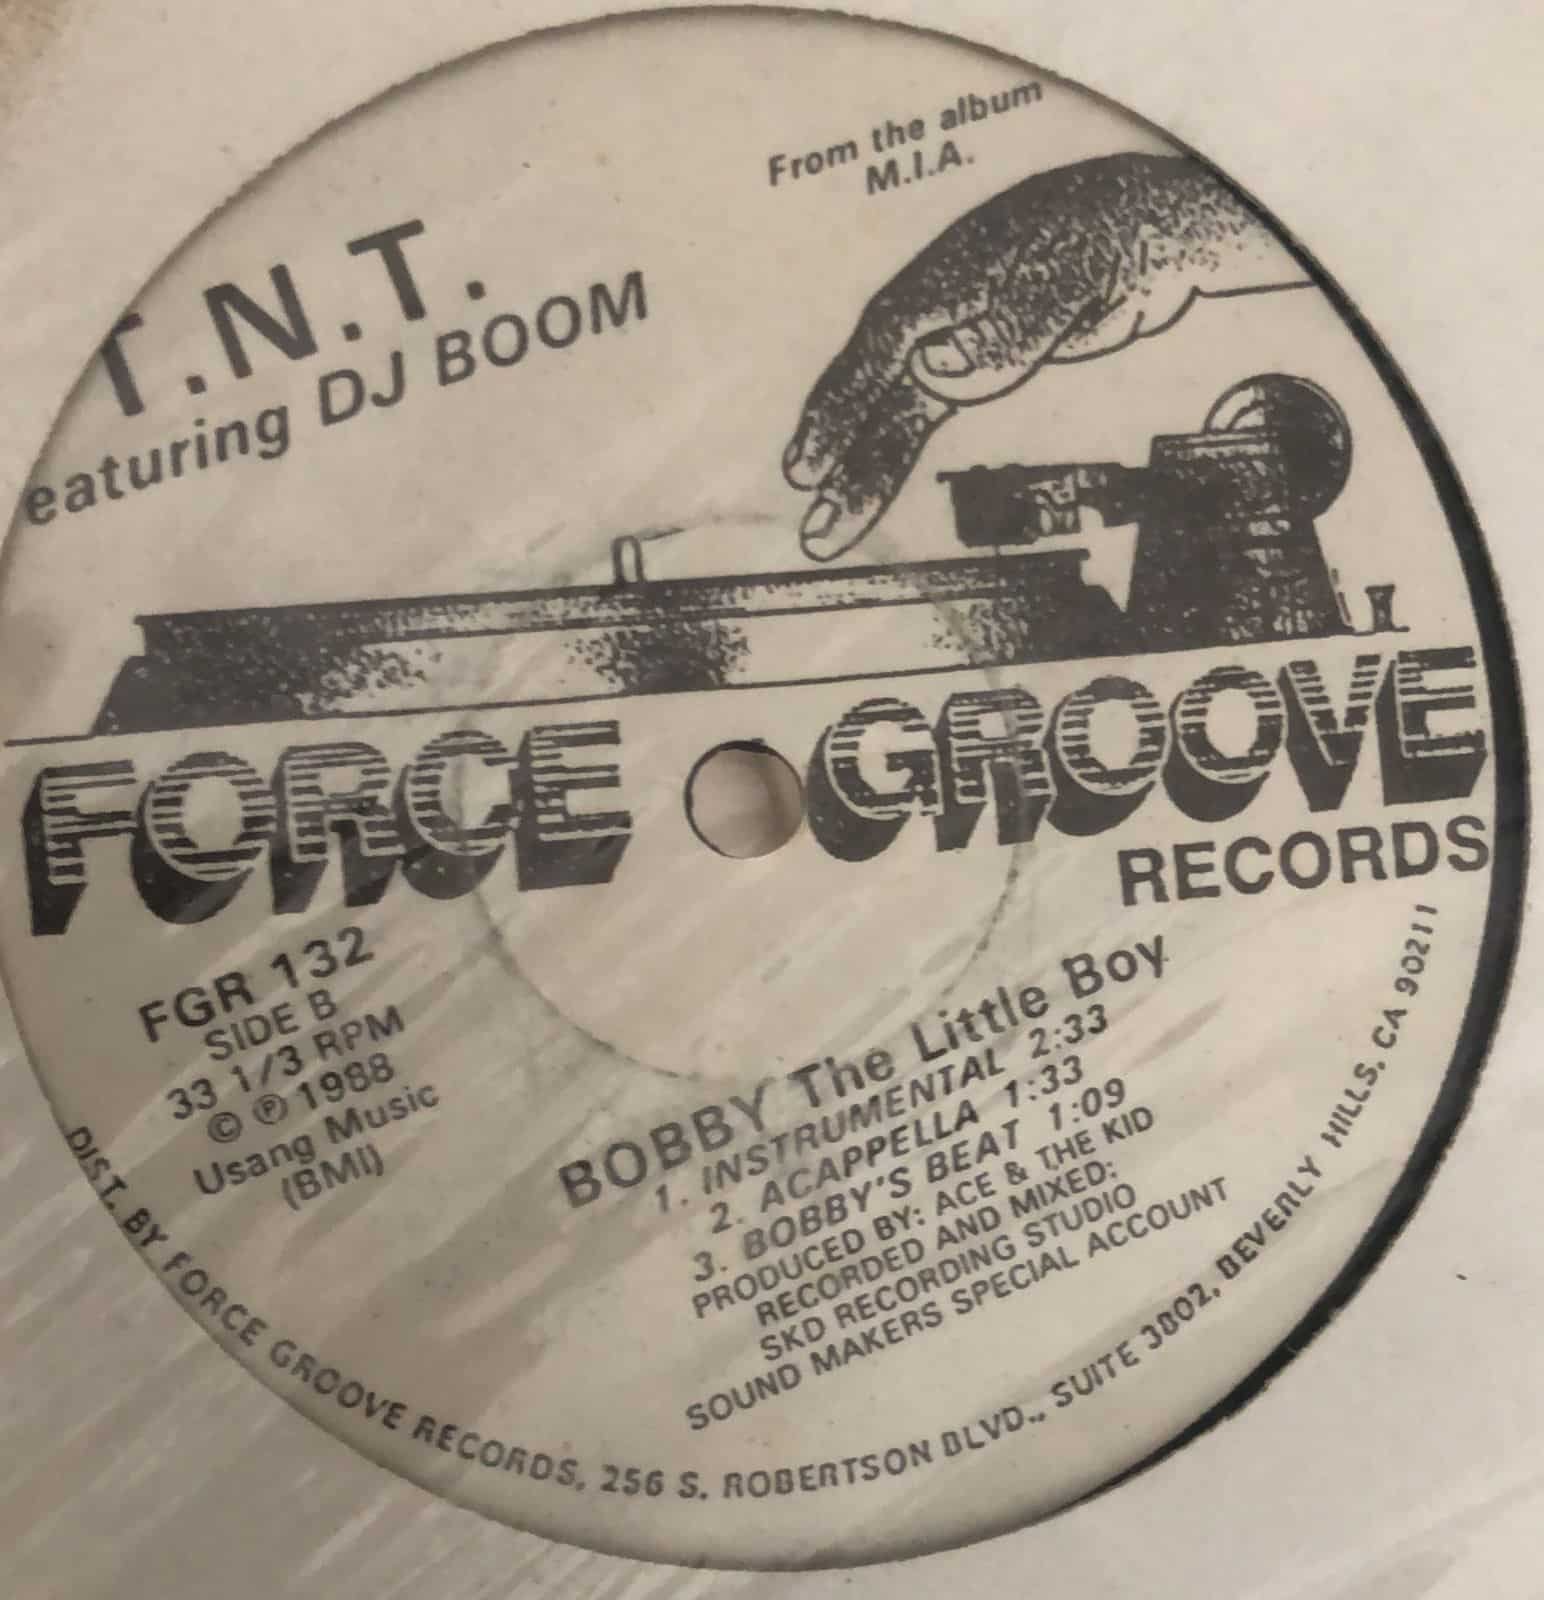 From the album
M.I.A.
T.N.T.
eaturing DJ BOOM
FORCE GROOVE
RECORDS
FGR 132
SIDE B
33 1/3 RPM
© ℗ 1988
Usang Music
(BMI)
BOBBY The Little Boy
1. INSTRUMENTAL 2:33
2. ACAPPELLA 1:33
3. BOBBY'S BEAT 1:09
PRODUCED BY: ACE & THE KID
RECORDED AND MIXED:
SKD RECORDING STUDIO
SOUND MAKERS SPECIAL ACCOUNT
DIST. BY FORCE GROOVE RECORDS, 256 S. ROBERTSON BLVD., SUITE 3802, BEVERLY HILLS, CA 90211